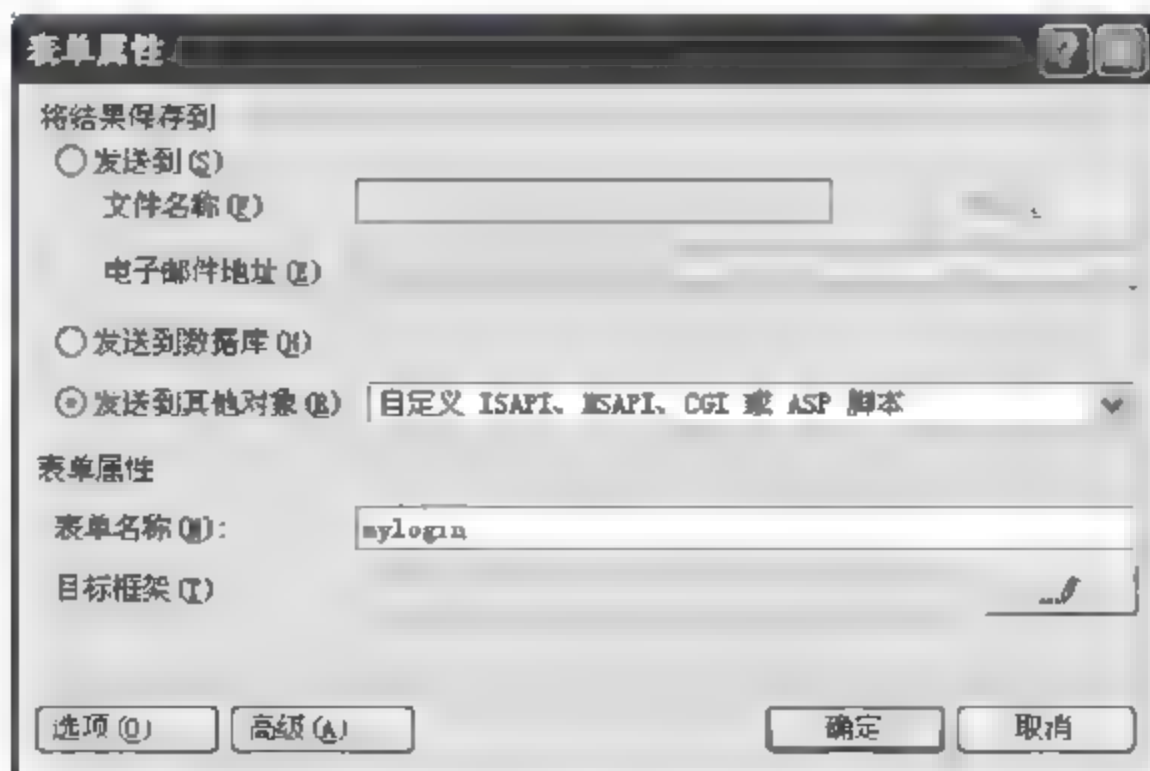 表单属性
将结果保存到
发送到(S)
文件名称(F)
电子邮件地址(E)
发送到数据库
发送到其他对象(R) 自定义 ISAPI、NSAPI、CGI 或 ASP 脚本
表单属性
表单名称(M):
mylogin
目标框架(T)
选项(O) 高级(A) 确定 取消